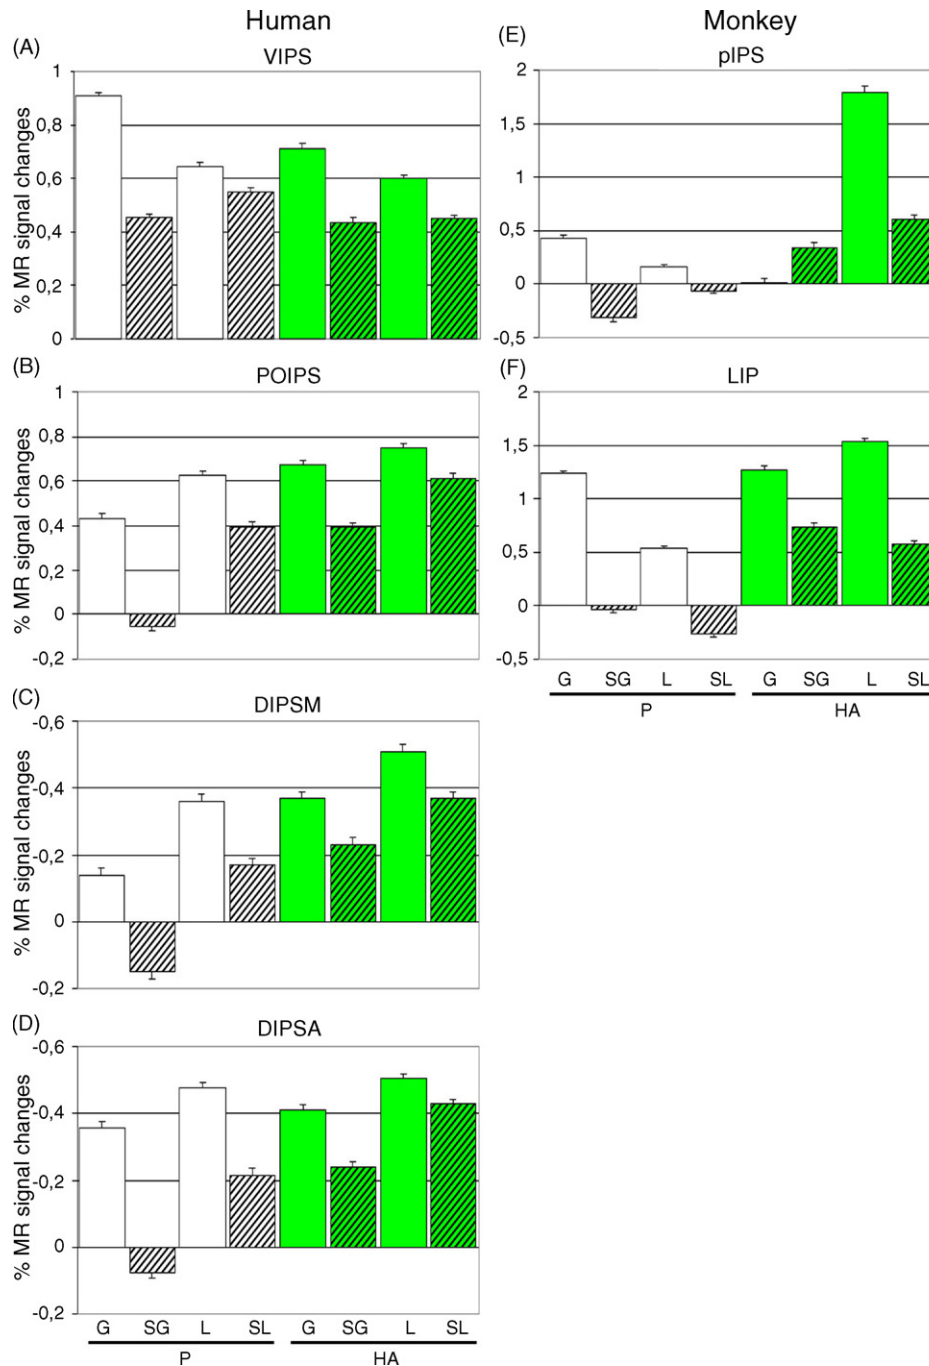 Human
Monkey
(A)
VIPS
% MR signal changes
1
0,8
0,6
0,4
0,2
0
(B)
POIPS
% MR signal changes
1
0,8
0,6
0,4
0,2
0
-0,2
(C)
DIPSM
% MR signal changes
-0,6
-0,4
-0,2
0
-0,2
(D)
DIPSA
% MR signal changes
-0,6
-0,4
-0,2
0
-0,2
G SG L SL G SG L SL
P HA
(E)
pIPS
2
1,5
1
0,5
0
-0,5
(F)
LIP
2
1,5
1
0,5
0
-0,5
G SG L SL G SG L SL
P HA